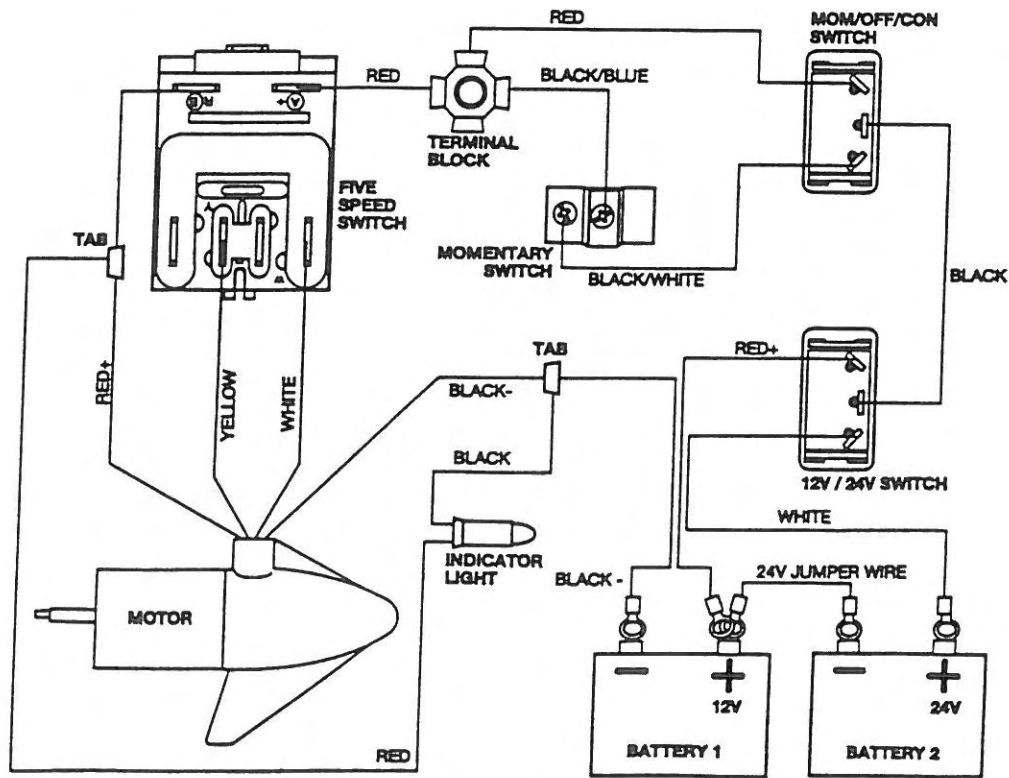 RED
MOM/OFF/CON
SWITCH
RED
BLACK/BLUE
R B
A +
TERMINAL
BLOCK
FIVE
SPEED
SWITCH
TAB
MOMENTARY
SWITCH
BLACK/WHITE
BLACK
RED+
YELLOW
WHITE
TAB
BLACK-
RED+
BLACK
12V / 24V SWITCH
WHITE
INDICATOR
LIGHT
BLACK -
24V JUMPER WIRE
MOTOR
12V
24V
BATTERY 1
BATTERY 2
RED